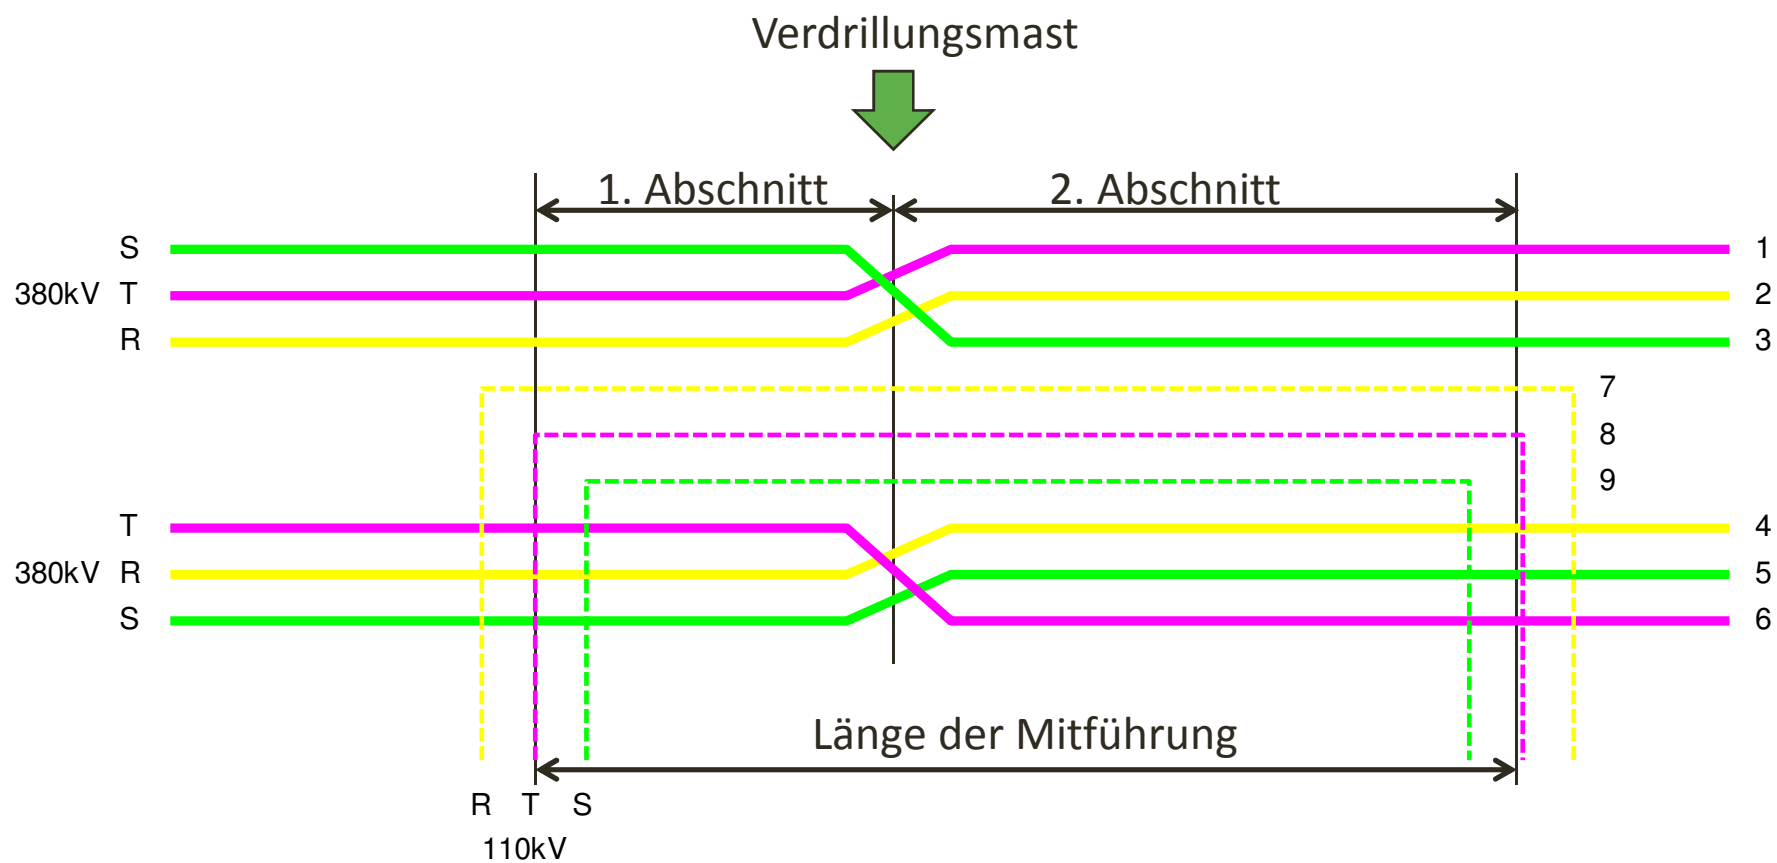 Verdrillungsmast
1. Abschnitt 2. Abschnitt
S 1
380kV T 2
R 3
7
8
9
T 4
380kV R 5
S 6
Länge der Mitführung
R T S
110kV